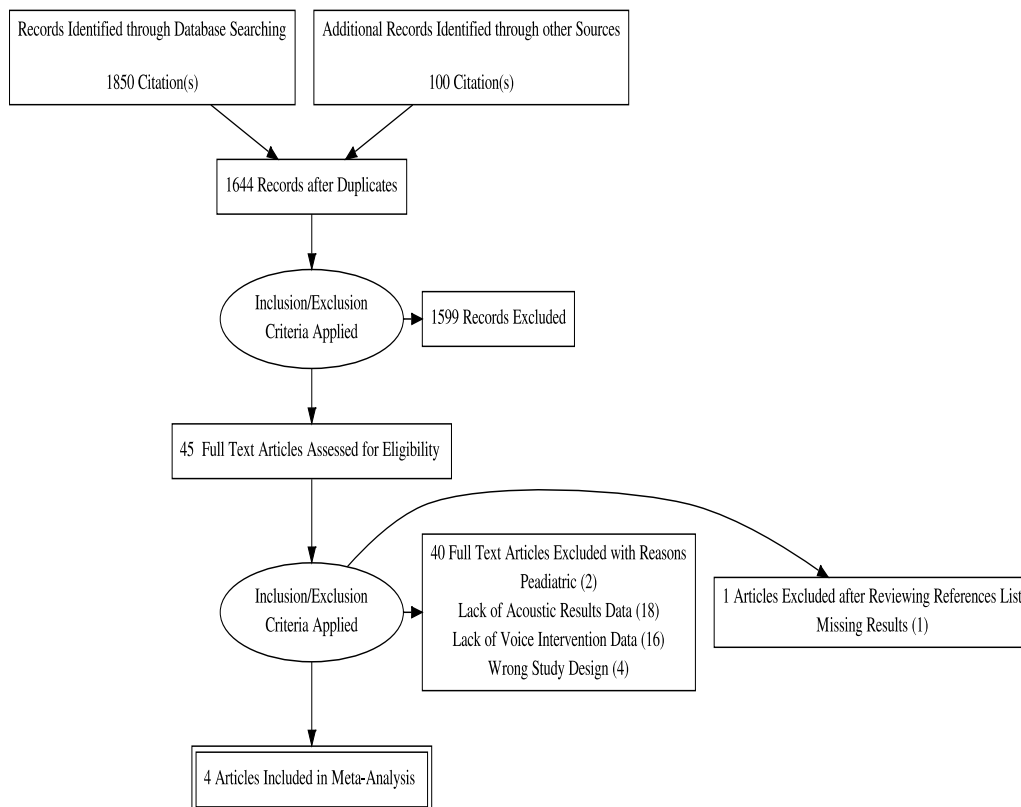 Records Identified through Database Searching
1850 Citation(s)
Additional Records Identified through other Sources
100 Citation(s)
1644 Records after Duplicates
Inclusion/Exclusion
Criteria Applied
1599 Records Excluded
45 Full Text Articles Assessed for Eligibility
Inclusion/Exclusion
Criteria Applied
40 Full Text Articles Excluded with Reasons
Peadiatric (2)
Lack of Acoustic Results Data (18)
Lack of Voice Intervention Data (16)
Wrong Study Design (4)
1 Articles Excluded after Reviewing References List
Missing Results (1)
4 Articles Included in Meta-Analysis